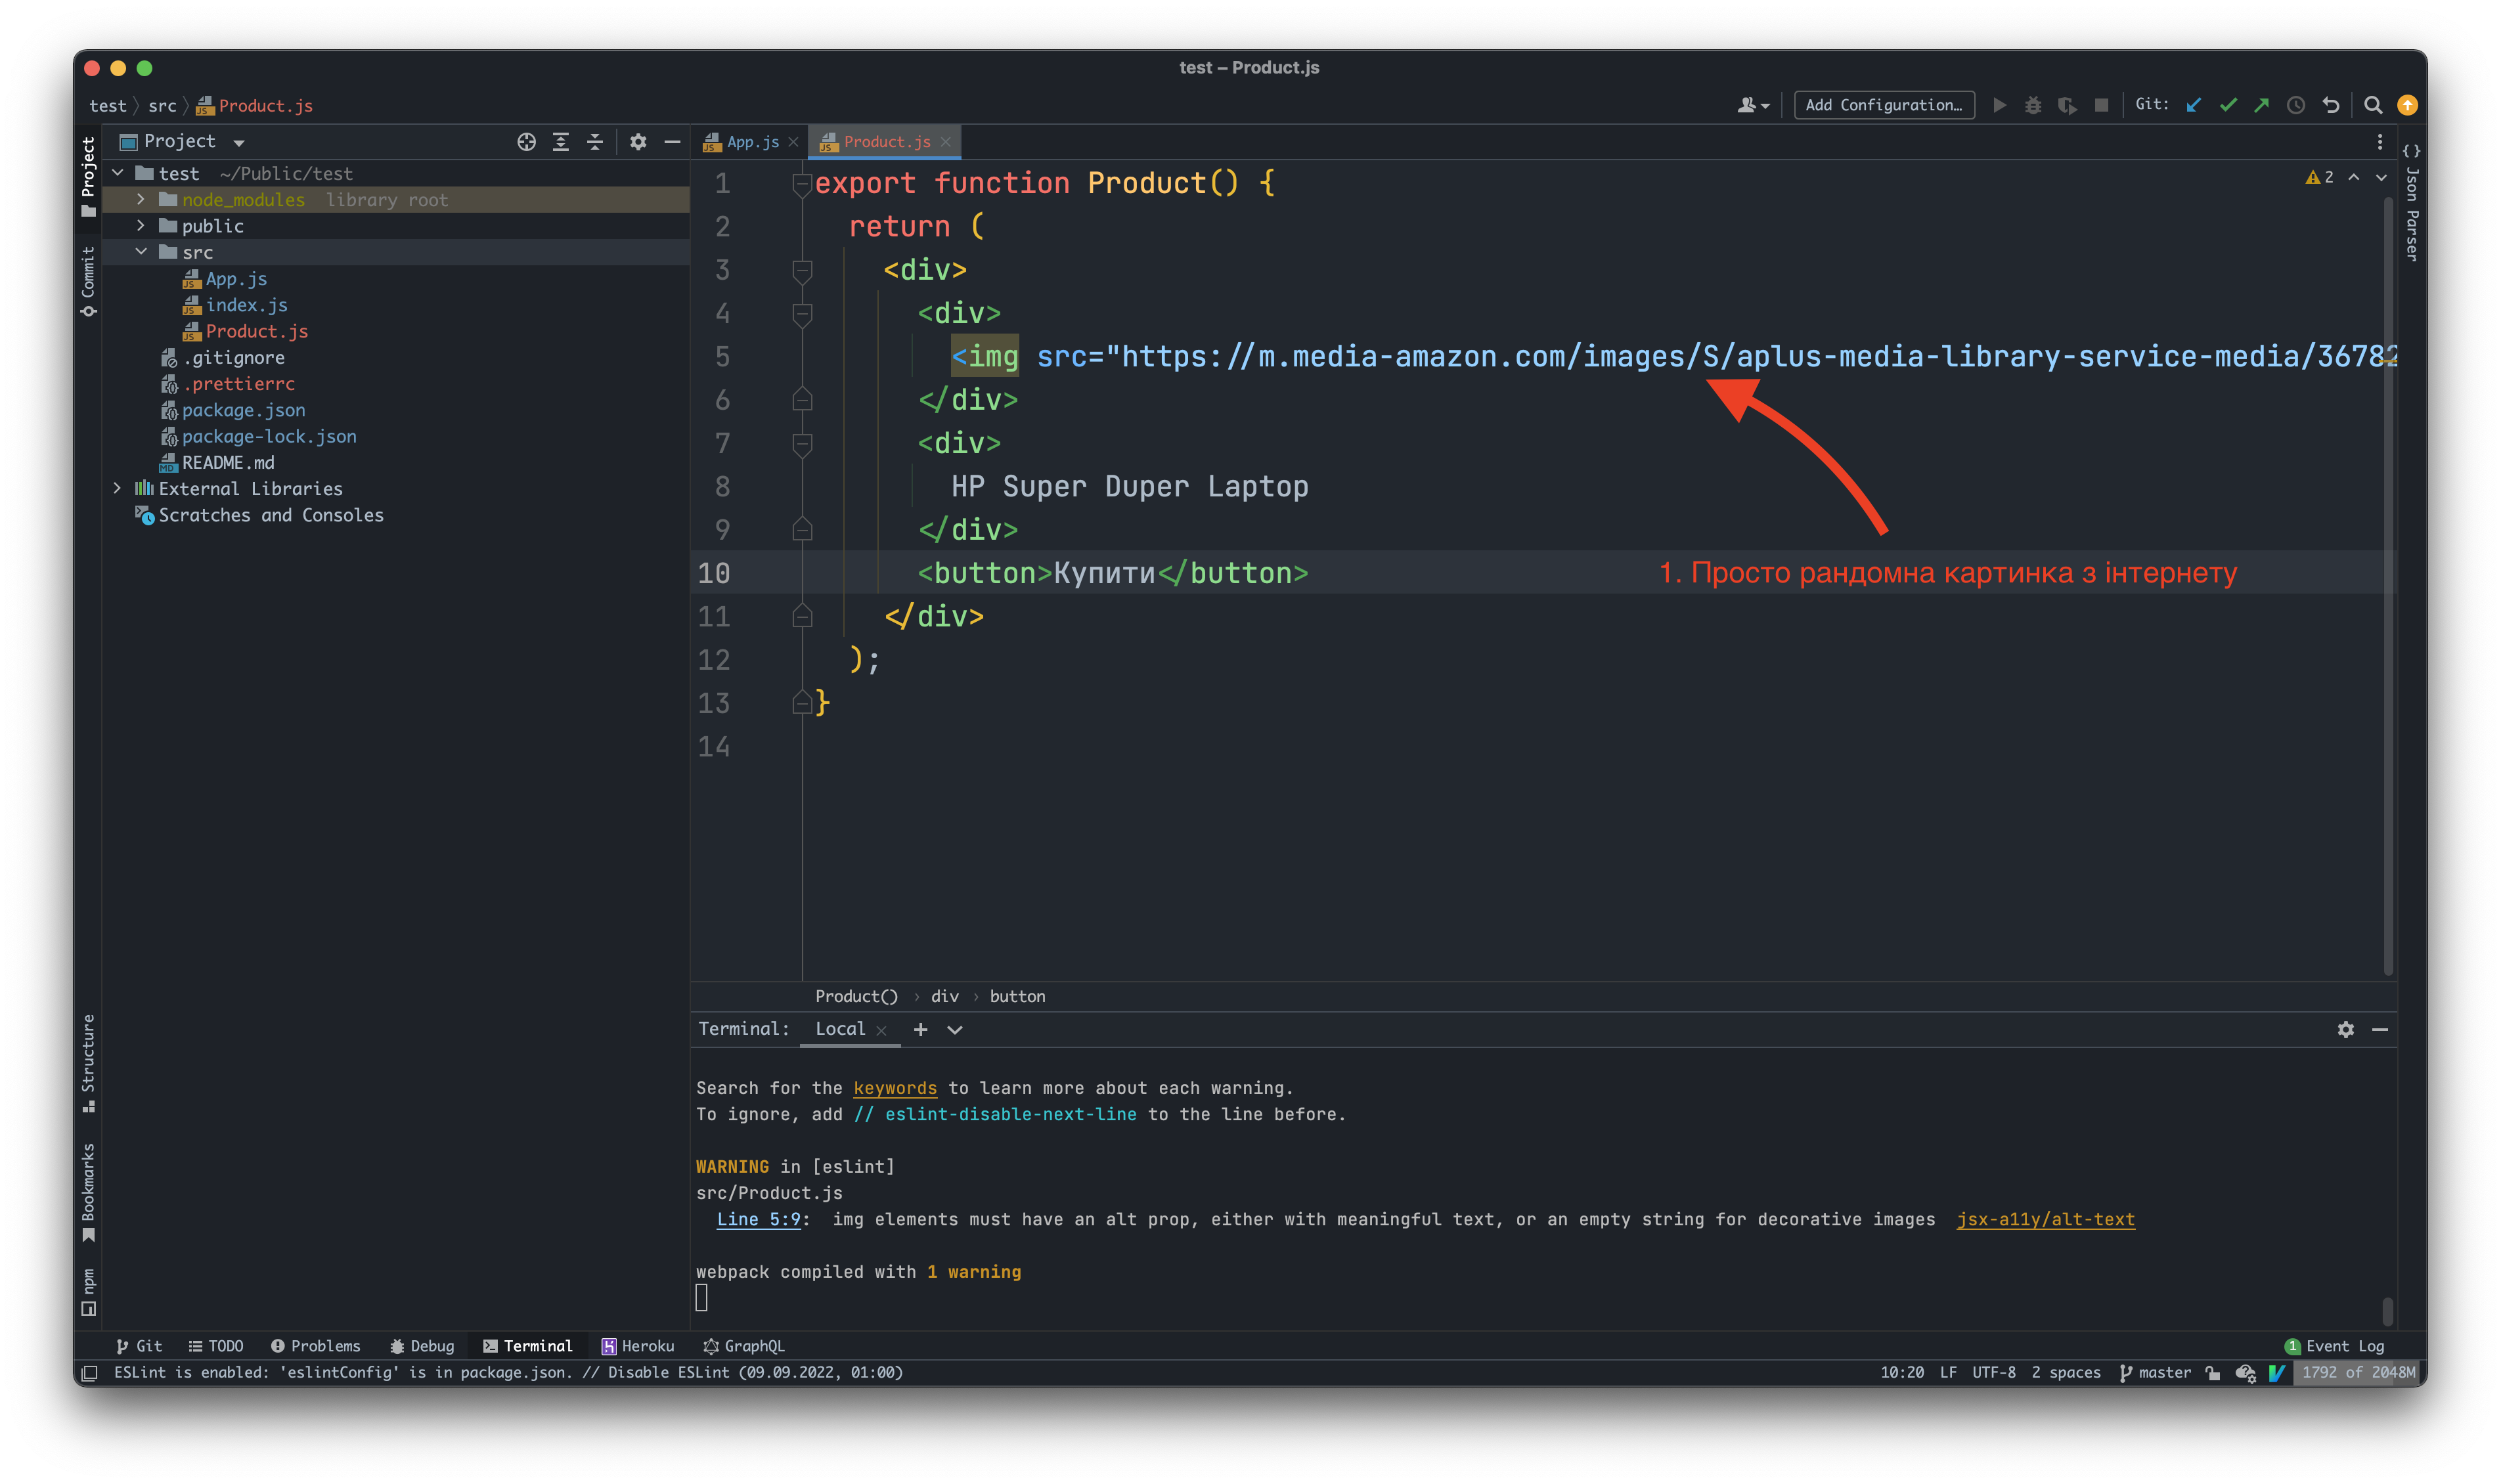 test – Product.js
test src Product.js
Add Configuration…
Git:
Project
App.js
Product.js
Project
Commit
Structure
Bookmarks
npm
test ~/Public/test
node_modules library root
public
src
App.js
index.js
Product.js
.gitignore
.prettierrc
package.json
package-lock.json
README.md
External Libraries
Scratches and Consoles
1 export function Product() {
2 return (
3 <div>
4 <div>
5 <img src="https://m.media-amazon.com/images/S/aplus-media-library-service-media/36782
6 </div>
7 <div>
8 HP Super Duper Laptop
9 </div>
10 <button>Купити</button>
11 </div>
12 );
13 }
14
2
Json Parser
1. Просто рандомна картинка з інтернету
Product() › div › button
Terminal: Local
Search for the keywords to learn more about each warning.
To ignore, add // eslint-disable-next-line to the line before.
WARNING in [eslint]
src/Product.js
Line 5:9: img elements must have an alt prop, either with meaningful text, or an empty string for decorative images jsx-a11y/alt-text
webpack compiled with 1 warning
Git TODO Problems Debug Terminal Heroku GraphQL
1 Event Log
ESLint is enabled: 'eslintConfig' is in package.json. // Disable ESLint (09.09.2022, 01:00)
10:20 LF UTF-8 2 spaces master 1792 of 2048M